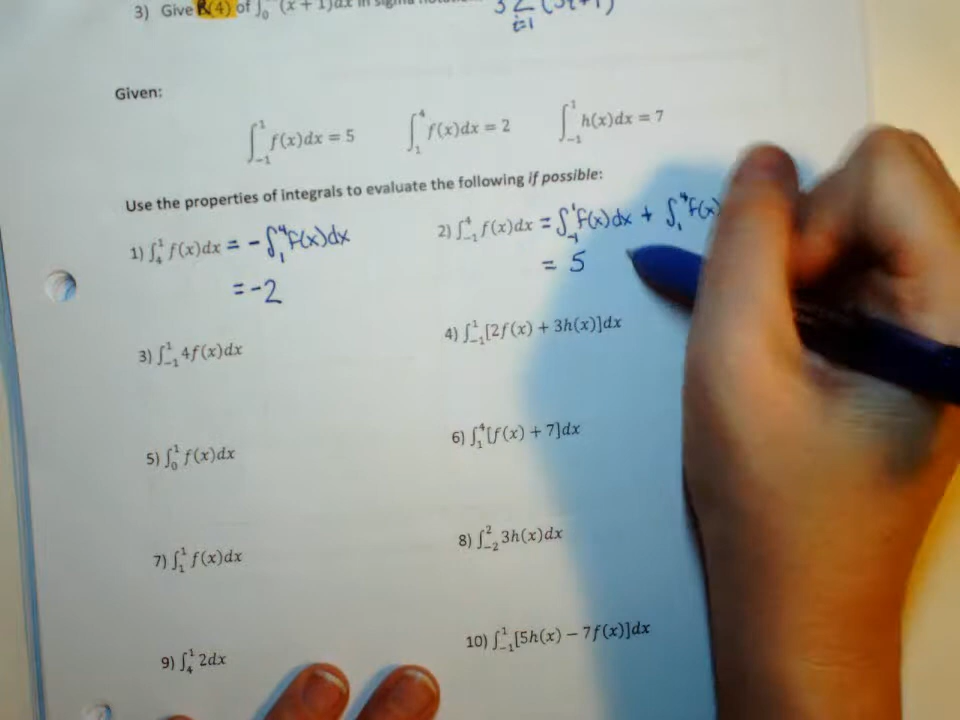 3) Give R(4) of ∫₀ (x + 1)dx in sigma
3 Σ i=1 (3i+1)
Given:
∫₋₁¹ f(x)dx = 5 ∫₁⁴ f(x)dx = 2 ∫₋₁¹ h(x)dx = 7
Use the properties of integrals to evaluate the following if possible:
1) ∫₄¹ f(x)dx = -∫₁⁴ f(x)dx
= -2
2) ∫₋₁⁴ f(x)dx = ∫₋₁¹ f(x)dx + ∫₁⁴ f(x)
= 5
3) ∫₋₁¹ 4f(x)dx
4) ∫₋₁¹ [2f(x) + 3h(x)]dx
5) ∫₀¹ f(x)dx
6) ∫₁⁴ [f(x) + 7]dx
7) ∫₁¹ f(x)dx
8) ∫₋₂² 3h(x)dx
9) ∫₄¹ 2dx
10) ∫₋₁¹ [5h(x) − 7f(x)]dx